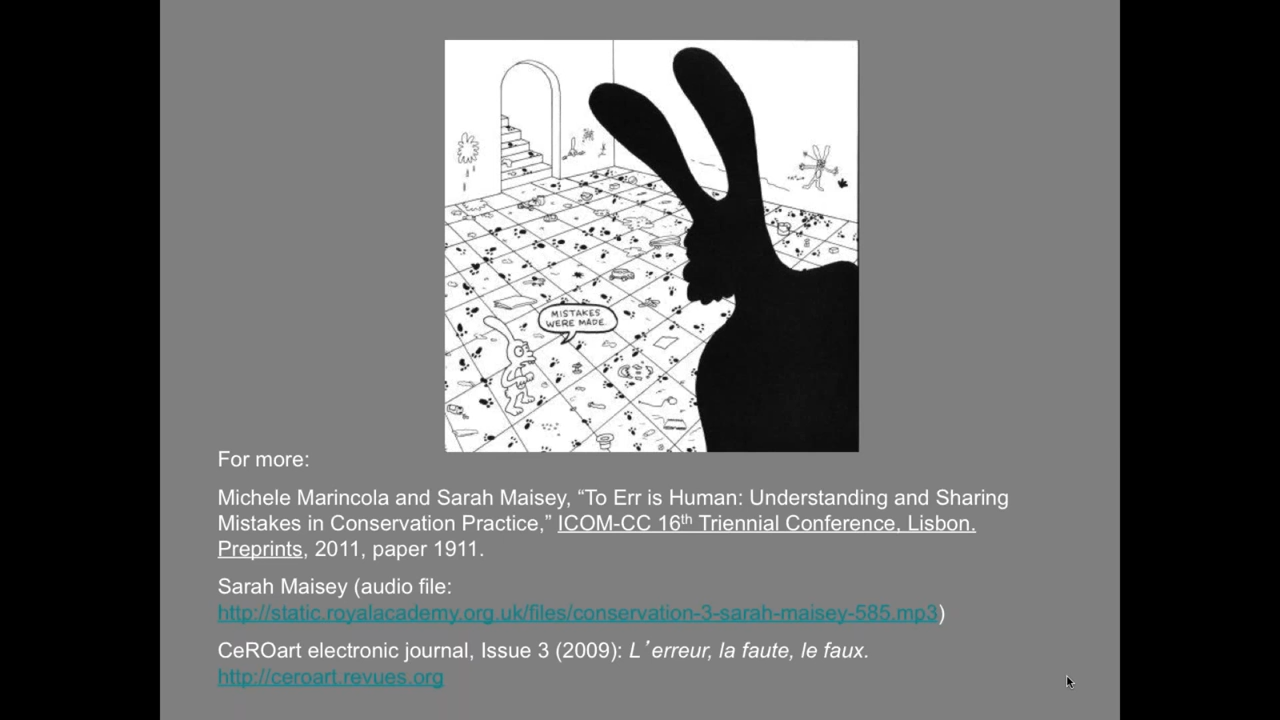 MISTAKES
WERE MADE.
For more:
Michele Marincola and Sarah Maisey, “To Err is Human: Understanding and Sharing
Mistakes in Conservation Practice,” ICOM-CC 16th Triennial Conference, Lisbon.
Preprints, 2011, paper 1911.
Sarah Maisey (audio file:
http://static.royalacademy.org.uk/files/conservation-3-sarah-maisey-585.mp3)
CeROart electronic journal, Issue 3 (2009): L’erreur, la faute, le faux.
http://ceroart.revues.org